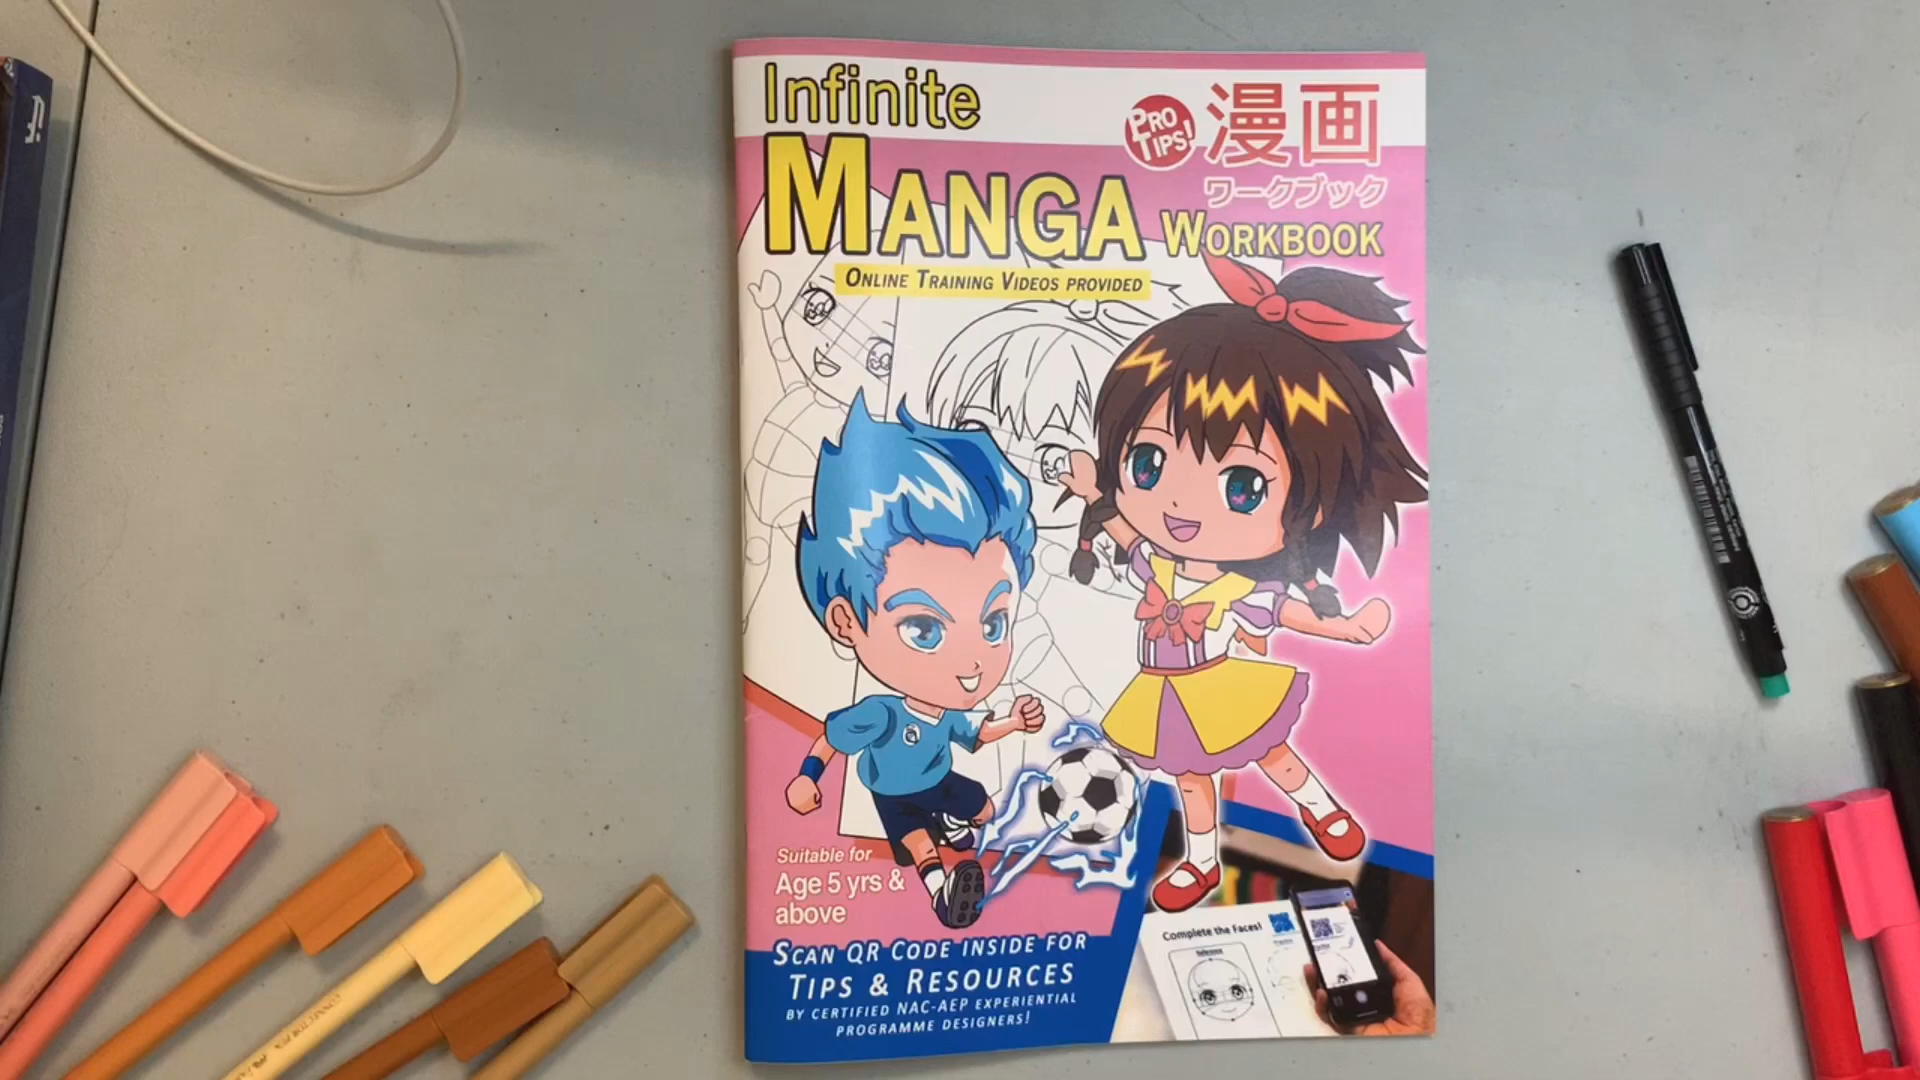 Infinite
MANGA WORKBOOK
PRO
TIPS!
漫画
ワークブック
ONLINE TRAINING VIDEOS PROVIDED
Suitable for
Age 5 yrs &
above
SCAN QR CODE INSIDE FOR
TIPS & RESOURCES
BY CERTIFIED NAC-AEP EXPERIENTIAL
PROGRAMME DESIGNERS!
Complete the Faces!
Reference